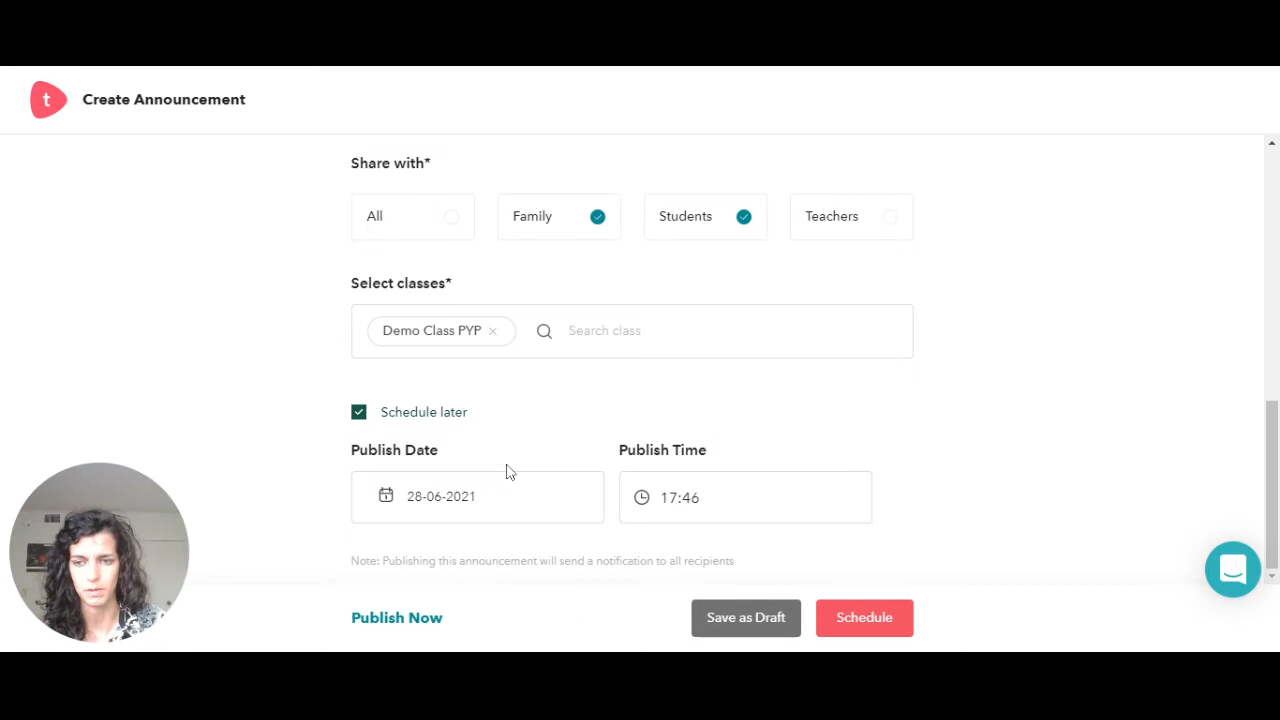 t Create Announcement
Share with*
All Family Students Teachers
Select classes*
Demo Class PYP Search class
Schedule later
Publish Date Publish Time
28-06-2021 17:46
Note: Publishing this announcement will send a notification to all recipients
Publish Now Save as Draft Schedule